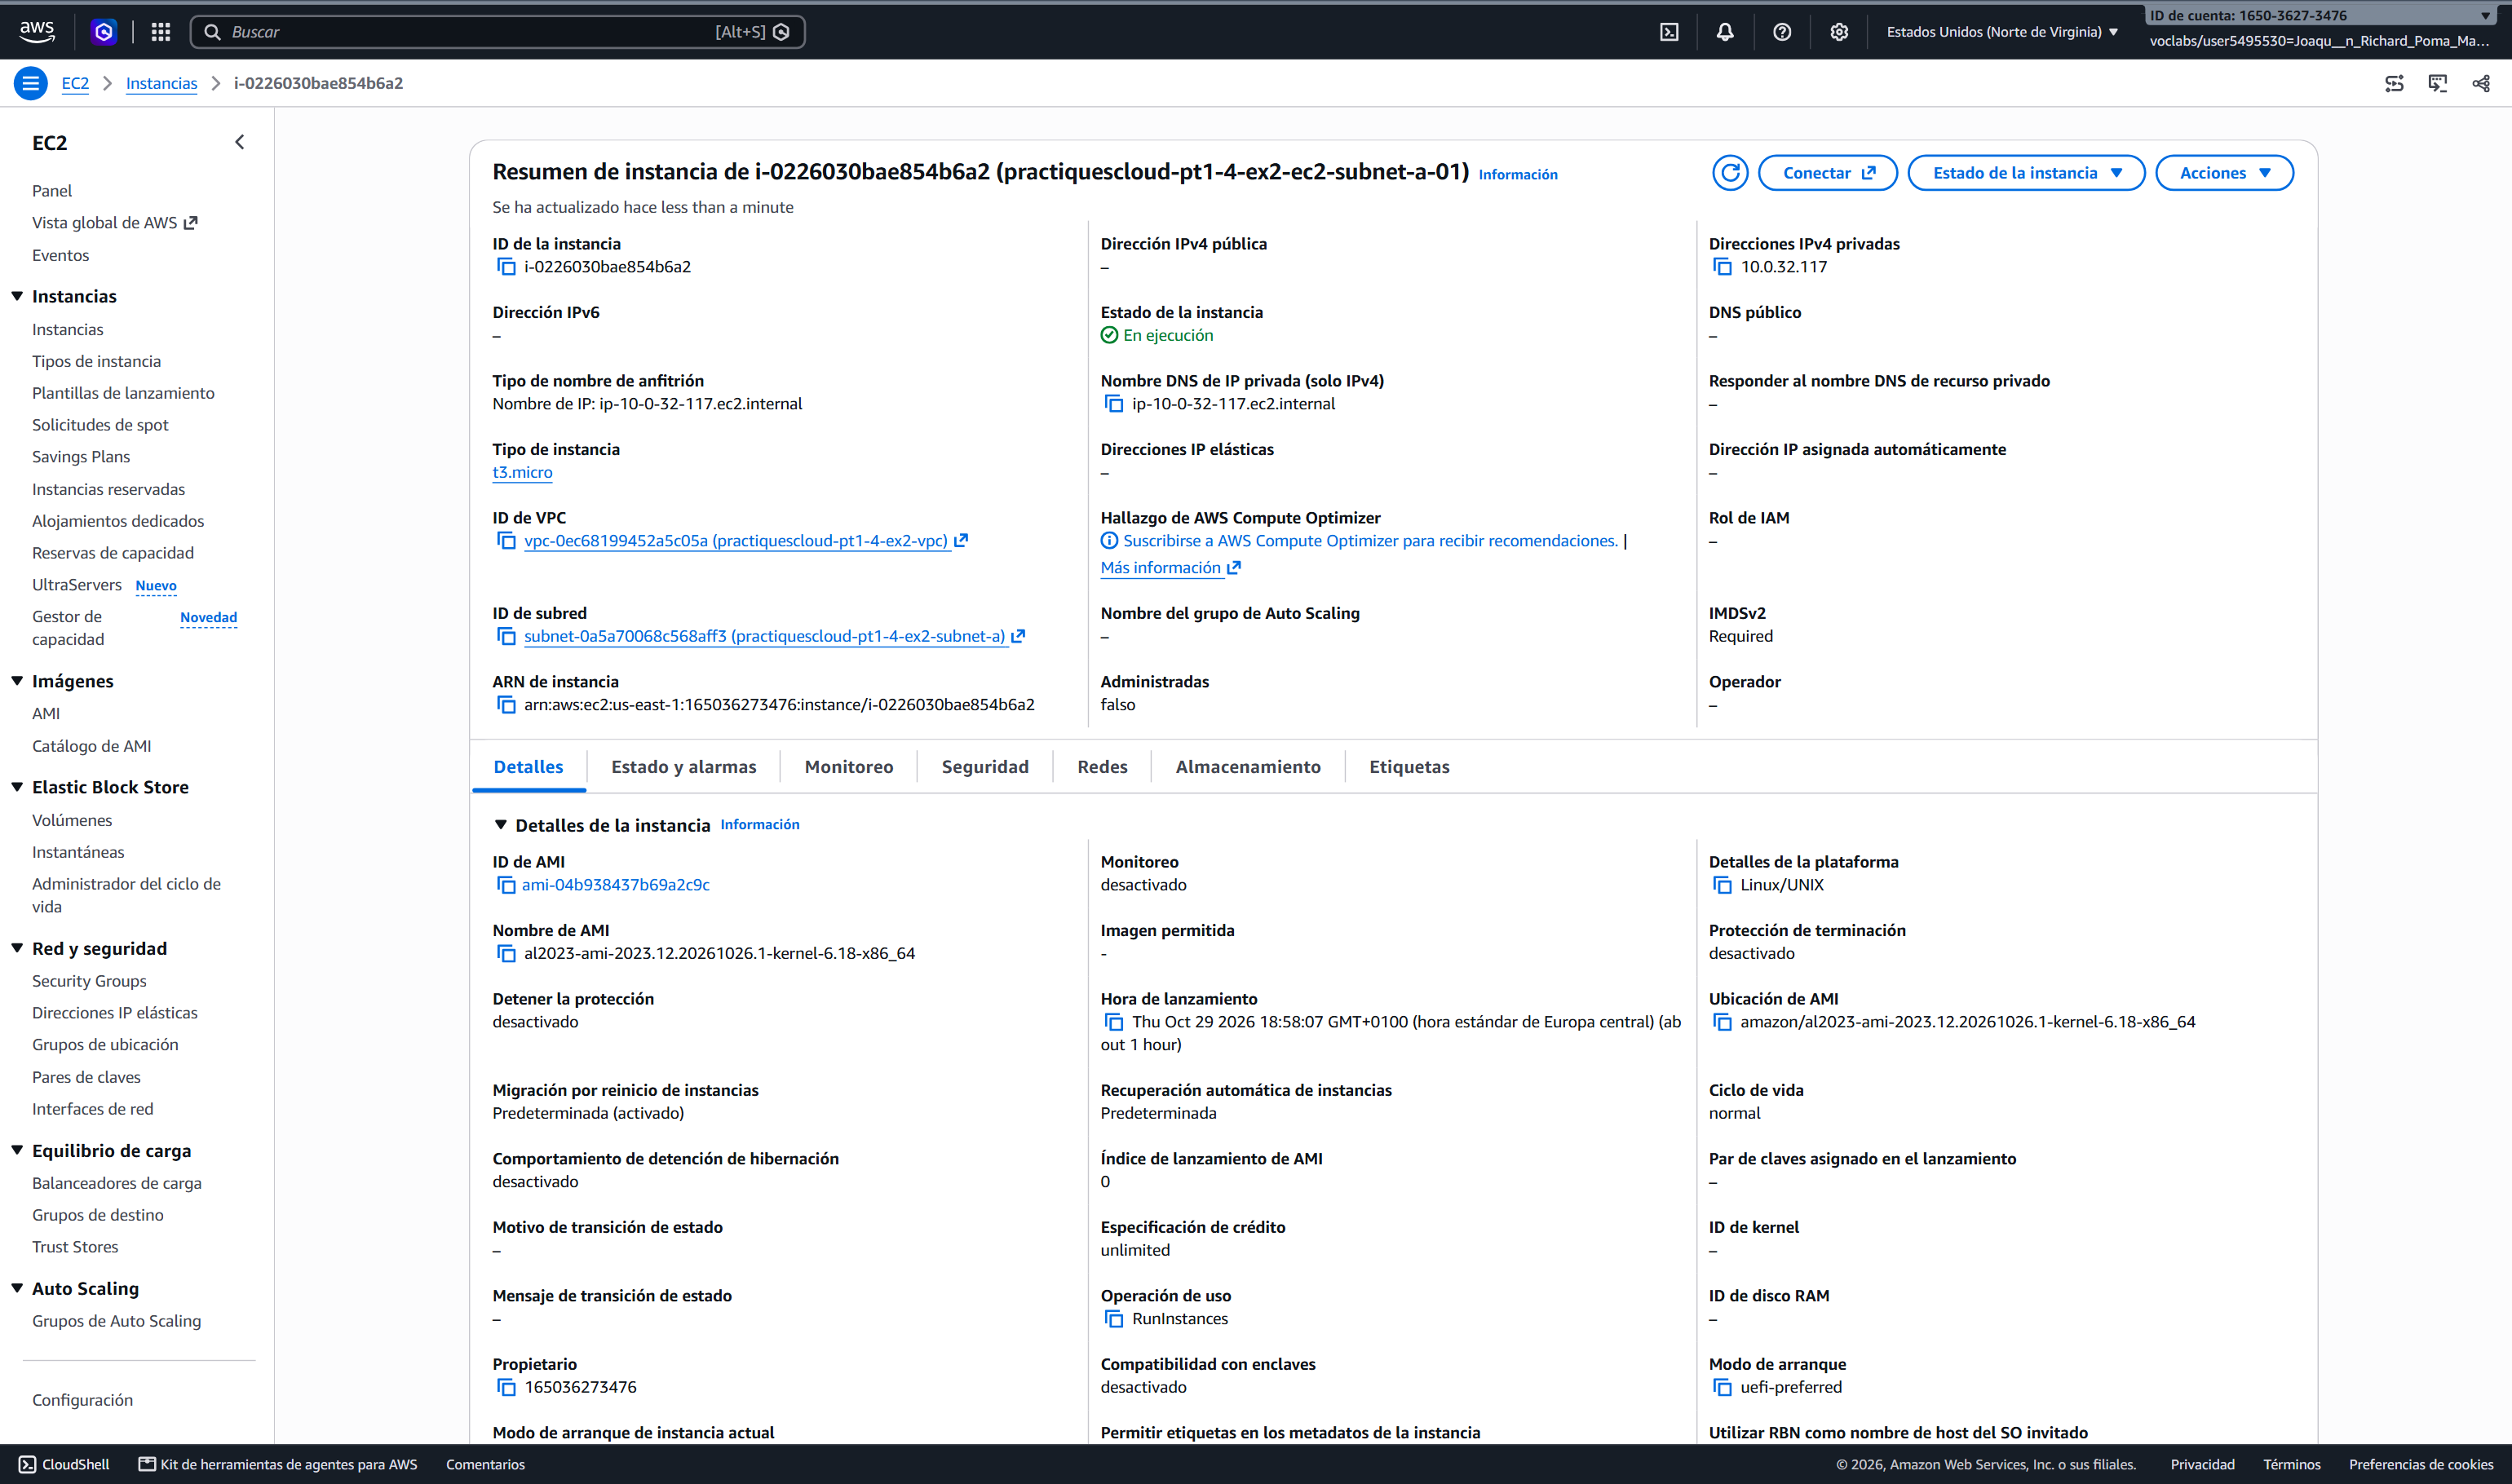 aws
Buscar
[Alt+S]
Estados Unidos (Norte de Virginia)
ID de cuenta: 1650-3627-3476
voclabs/user5495530=Joaqu__n_Richard_Poma_Ma...
EC2
Instancias
i-0226030bae854b6a2
EC2
Panel
Vista global de AWS
Eventos
Instancias
Instancias
Tipos de instancia
Plantillas de lanzamiento
Solicitudes de spot
Savings Plans
Instancias reservadas
Alojamientos dedicados
Reservas de capacidad
UltraServers Nuevo
Gestor de Novedad
capacidad
Imágenes
AMI
Catálogo de AMI
Elastic Block Store
Volúmenes
Instantáneas
Administrador del ciclo de
vida
Red y seguridad
Security Groups
Direcciones IP elásticas
Grupos de ubicación
Pares de claves
Interfaces de red
Equilibrio de carga
Balanceadores de carga
Grupos de destino
Trust Stores
Auto Scaling
Grupos de Auto Scaling
Configuración
Resumen de instancia de i-0226030bae854b6a2 (practiquescloud-pt1-4-ex2-ec2-subnet-a-01) Información
Conectar
Estado de la instancia
Acciones
Se ha actualizado hace less than a minute
ID de la instancia
i-0226030bae854b6a2
Dirección IPv4 pública
–
Direcciones IPv4 privadas
10.0.32.117
Dirección IPv6
–
Estado de la instancia
En ejecución
DNS público
–
Tipo de nombre de anfitrión
Nombre de IP: ip-10-0-32-117.ec2.internal
Nombre DNS de IP privada (solo IPv4)
ip-10-0-32-117.ec2.internal
Responder al nombre DNS de recurso privado
–
Tipo de instancia
t3.micro
Direcciones IP elásticas
–
Dirección IP asignada automáticamente
–
ID de VPC
vpc-0ec68199452a5c05a (practiquescloud-pt1-4-ex2-vpc)
Hallazgo de AWS Compute Optimizer
Suscribirse a AWS Compute Optimizer para recibir recomendaciones. |
Más información
Rol de IAM
–
ID de subred
subnet-0a5a70068c568aff3 (practiquescloud-pt1-4-ex2-subnet-a)
Nombre del grupo de Auto Scaling
–
IMDSv2
Required
ARN de instancia
arn:aws:ec2:us-east-1:165036273476:instance/i-0226030bae854b6a2
Administradas
falso
Operador
–
Detalles
Estado y alarmas
Monitoreo
Seguridad
Redes
Almacenamiento
Etiquetas
Detalles de la instancia Información
ID de AMI
ami-04b938437b69a2c9c
Monitoreo
desactivado
Detalles de la plataforma
Linux/UNIX
Nombre de AMI
al2023-ami-2023.12.20261026.1-kernel-6.18-x86_64
Imagen permitida
-
Protección de terminación
desactivado
Detener la protección
desactivado
Hora de lanzamiento
Thu Oct 29 2026 18:58:07 GMT+0100 (hora estándar de Europa central) (ab
out 1 hour)
Ubicación de AMI
amazon/al2023-ami-2023.12.20261026.1-kernel-6.18-x86_64
Migración por reinicio de instancias
Predeterminada (activado)
Recuperación automática de instancias
Predeterminada
Ciclo de vida
normal
Comportamiento de detención de hibernación
desactivado
Índice de lanzamiento de AMI
0
Par de claves asignado en el lanzamiento
–
Motivo de transición de estado
–
Especificación de crédito
unlimited
ID de kernel
–
Mensaje de transición de estado
–
Operación de uso
RunInstances
ID de disco RAM
–
Propietario
165036273476
Compatibilidad con enclaves
desactivado
Modo de arranque
uefi-preferred
Modo de arranque de instancia actual
Permitir etiquetas en los metadatos de la instancia
Utilizar RBN como nombre de host del SO invitado
CloudShell
Kit de herramientas de agentes para AWS
Comentarios
© 2026, Amazon Web Services, Inc. o sus filiales.
Privacidad
Términos
Preferencias de cookies